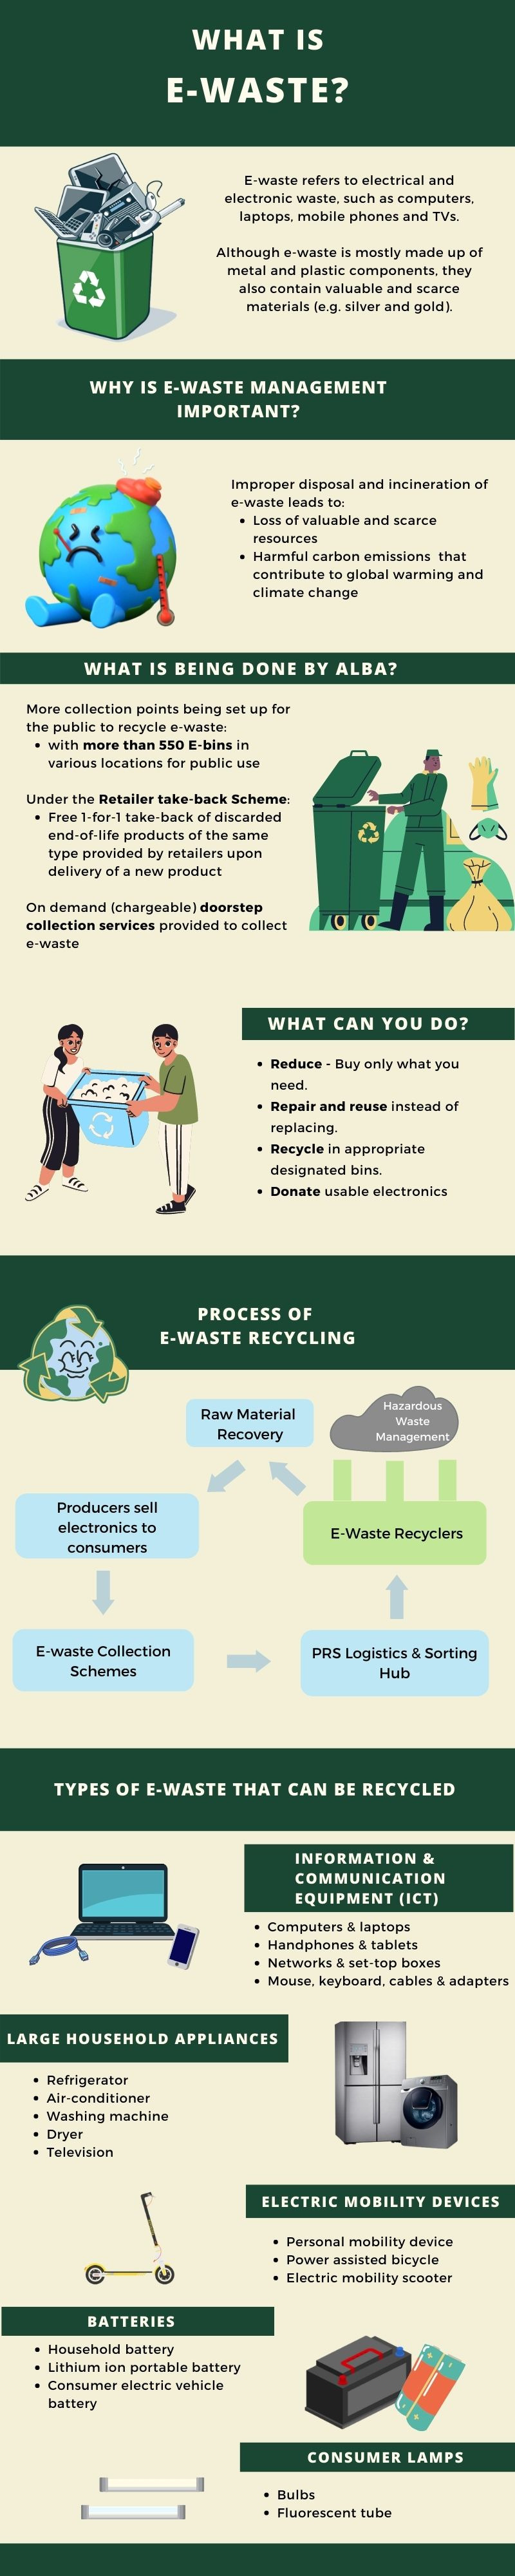 WHAT IS
E-WASTE?
E-waste refers to electrical and
electronic waste, such as computers,
laptops, mobile phones and TVs.
Although e-waste is mostly made up of
metal and plastic components, they
also contain valuable and scarce
materials (e.g. silver and gold).
WHY IS E-WASTE MANAGEMENT
IMPORTANT?
Improper disposal and incineration of
e-waste leads to:
• Loss of valuable and scarce
resources
• Harmful carbon emissions that
contribute to global warming and
climate change
WHAT IS BEING DONE BY ALBA?
More collection points being set up for
the public to recycle e-waste:
• with more than 550 E-bins in
various locations for public use
Under the Retailer take-back Scheme:
• Free 1-for-1 take-back of discarded
end-of-life products of the same
type provided by retailers upon
delivery of a new product
On demand (chargeable) doorstep
collection services provided to collect
e-waste
WHAT CAN YOU DO?
• Reduce - Buy only what you
need.
• Repair and reuse instead of
replacing.
• Recycle in appropriate
designated bins.
• Donate usable electronics
PROCESS OF
E-WASTE RECYCLING
Raw Material
Recovery
Hazardous
Waste
Management
Producers sell
electronics to
consumers
E-Waste Recyclers
E-waste Collection
Schemes
PRS Logistics & Sorting
Hub
TYPES OF E-WASTE THAT CAN BE RECYCLED
INFORMATION &
COMMUNICATION
EQUIPMENT (ICT)
• Computers & laptops
• Handphones & tablets
• Networks & set-top boxes
• Mouse, keyboard, cables & adapters
LARGE HOUSEHOLD APPLIANCES
• Refrigerator
• Air-conditioner
• Washing machine
• Dryer
• Television
ELECTRIC MOBILITY DEVICES
• Personal mobility device
• Power assisted bicycle
• Electric mobility scooter
BATTERIES
• Household battery
• Lithium ion portable battery
• Consumer electric vehicle
battery
CONSUMER LAMPS
• Bulbs
• Fluorescent tube